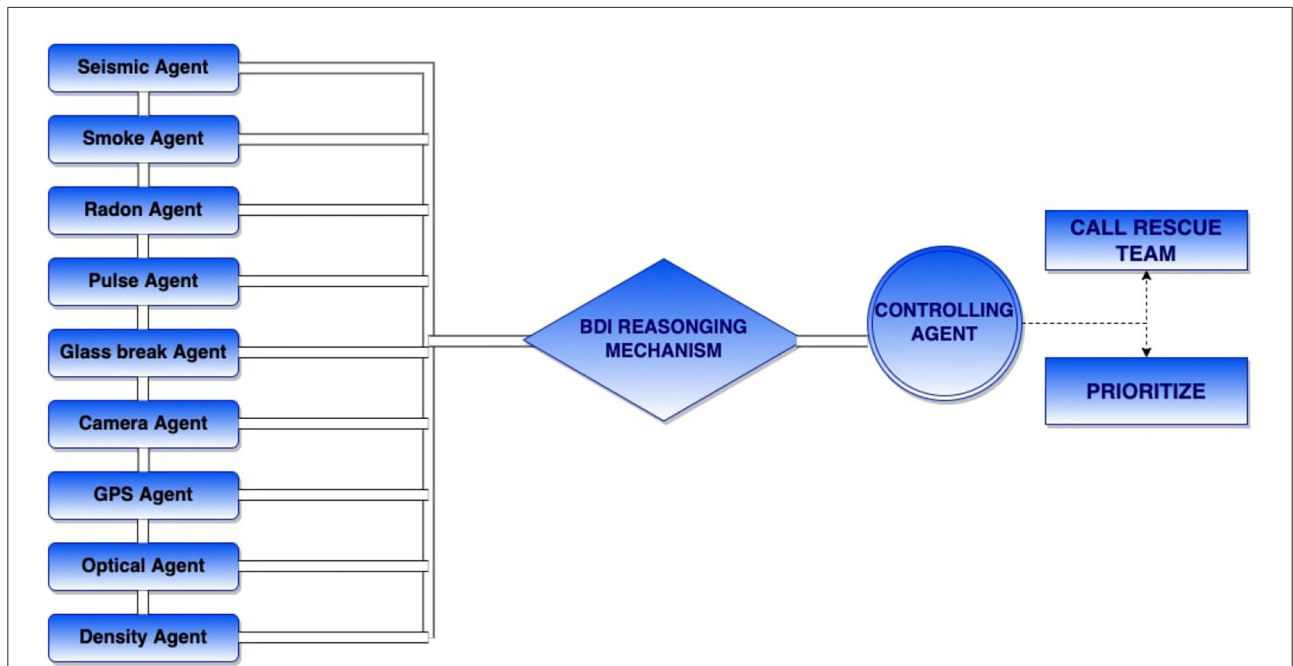 Seismic Agent
Smoke Agent
Radon Agent
Pulse Agent
Glass break Agent
Camera Agent
GPS Agent
Optical Agent
Density Agent
BDI REASONGING
MECHANISM
CONTROLLING
AGENT
CALL RESCUE
TEAM
PRIORITIZE